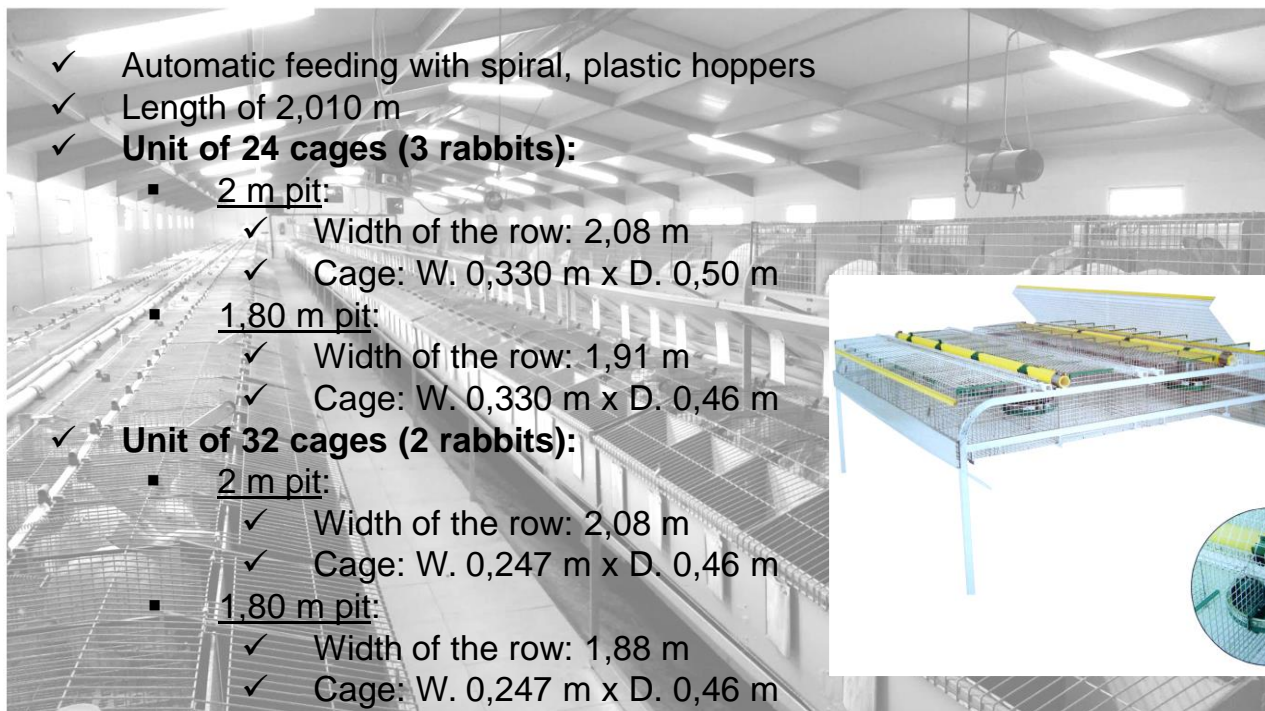 ✓ Automatic feeding with spiral, plastic hoppers
✓ Length of 2,010 m
✓ Unit of 24 cages (3 rabbits):
▪ 2 m pit:
✓ Width of the row: 2,08 m
✓ Cage: W. 0,330 m x D. 0,50 m
▪ 1,80 m pit:
✓ Width of the row: 1,91 m
✓ Cage: W. 0,330 m x D. 0,46 m
✓ Unit of 32 cages (2 rabbits):
▪ 2 m pit:
✓ Width of the row: 2,08 m
✓ Cage: W. 0,247 m x D. 0,46 m
▪ 1,80 m pit:
✓ Width of the row: 1,88 m
✓ Cage: W. 0,247 m x D. 0,46 m